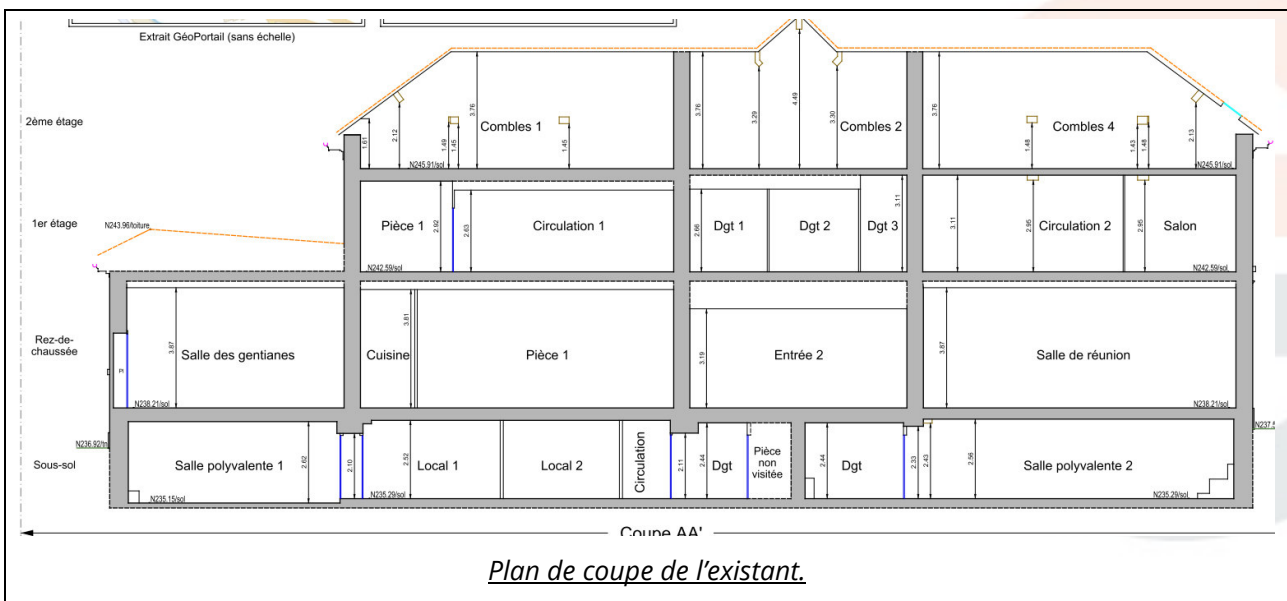 Extrait GéoPortail (sans échelle)
2ème étage
1.61
2.12
1.49
1.45
3.76
Combles 1
1.45
3.76
3.29
4.49
3.30
Combles 2
3.76
1.48
Combles 4
1.43
1.48
2.13
N245.91/sol
N245.91/sol
1er étage
N243.96/toiture
Pièce 1
2.92
2.63
Circulation 1
2.66
Dgt 1
Dgt 2
Dgt 3
3.11
3.11
2.95
Circulation 2
2.95
Salon
N242.59/sol
N242.59/sol
Rez-de-
chaussée
Pl
3.87
Salle des gentianes
Cuisine
3.81
Pièce 1
3.19
Entrée 2
3.87
Salle de réunion
N238.21/sol
N238.21/sol
N236.92/tn
N237.5
Sous-sol
Salle polyvalente 1
2.62
2.10
2.52
Local 1
Local 2
Circulation
2.11
2.44
Dgt
Pièce
non
visitée
2.44
Dgt
2.33
2.43
2.56
Salle polyvalente 2
N235.15/sol
N235.29/sol
N235.29/sol
Coupe AA'
Plan de coupe de l’existant.